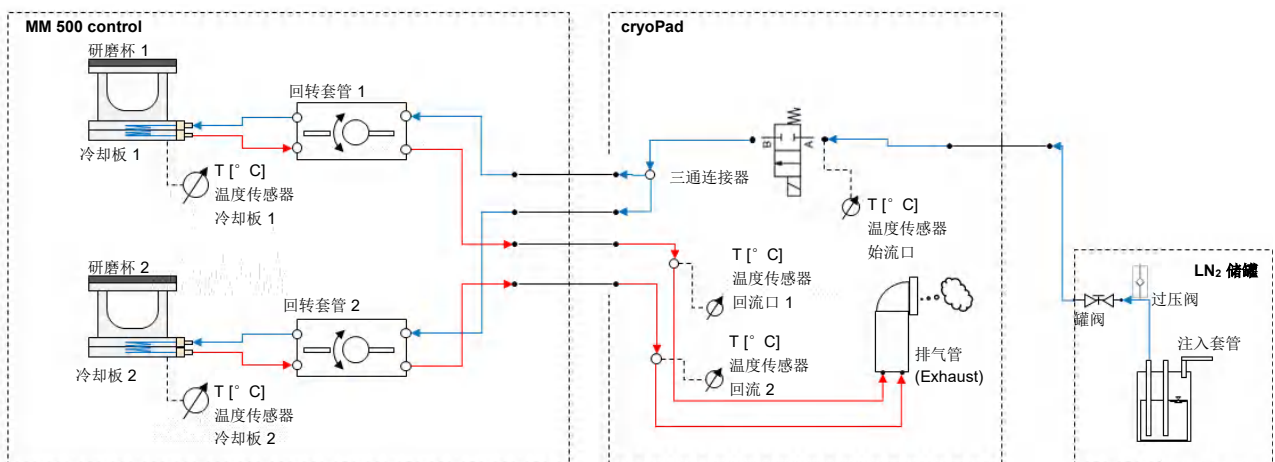 MM 500 control
研磨杯 1
回转套管 1
冷却板 1
T [° C]
温度传感器
冷却板 1
研磨杯 2
回转套管 2
冷却板 2
T [° C]
温度传感器
冷却板 2
cryoPad
B
A
三通连接器
T [° C]
温度传感器
始流口
T [° C]
温度传感器
回流口 1
T [° C]
温度传感器
回流 2
排气管
(Exhaust)
LN₂ 储罐
过压阀
罐阀
注入套管